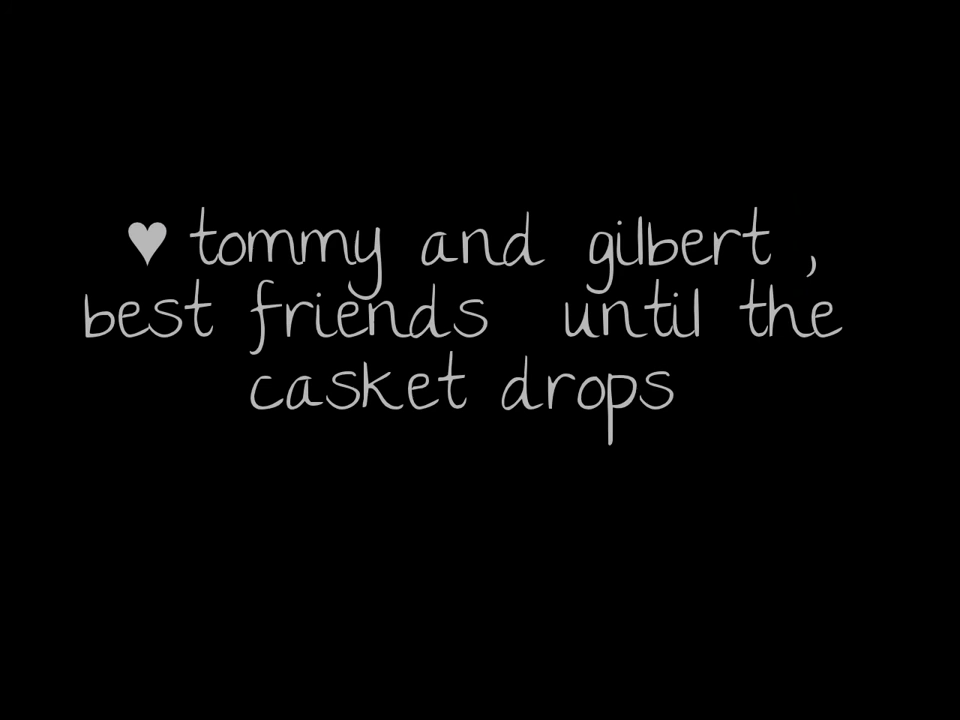 ♥ tommy and gilbert ,
best friends until the
casket drops